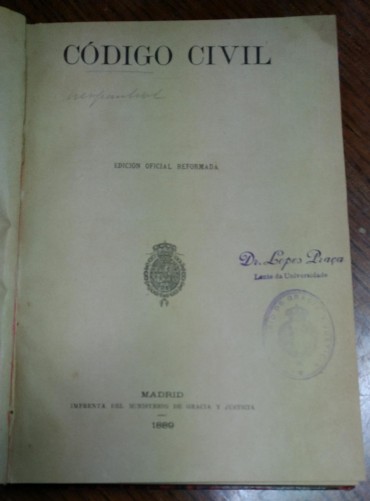 CÓDIGO CIVIL
EDICIÓN OFICIAL REFORMADA
Dr. Lopes Praça
Lente da Universidade
MADRID
IMPRENTA DEL MINISTERIO DE GRACIA Y JUSTICIA
1889